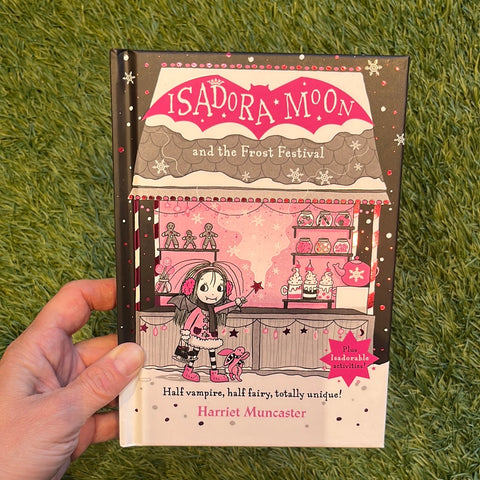 ISADORA MOON
and the Frost Festival
Plus
Isadorable
activities!
Half vampire, half fairy, totally unique!
Harriet Muncaster